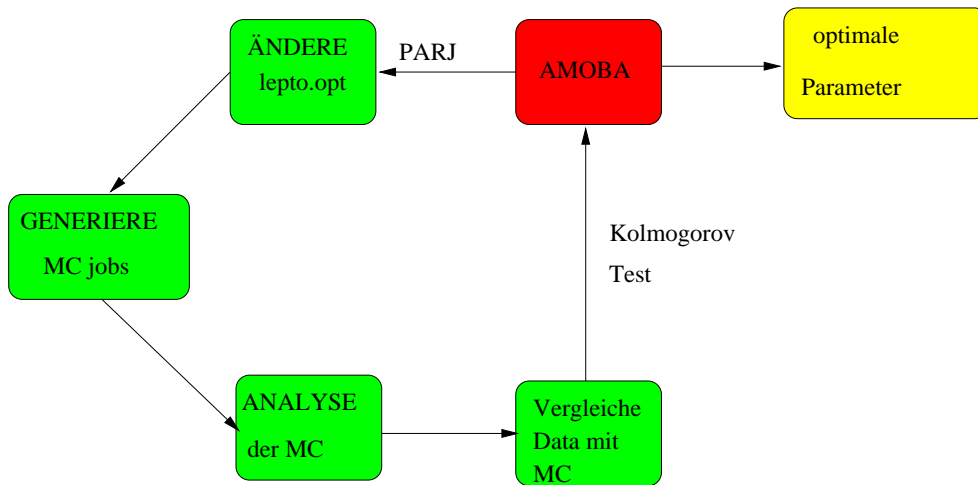 ÄNDERE
lepto.opt
PARJ
AMOBA
optimale
Parameter
GENERIERE
MC jobs
Kolmogorov
Test
ANALYSE
der MC
Vergleiche
Data mit
MC